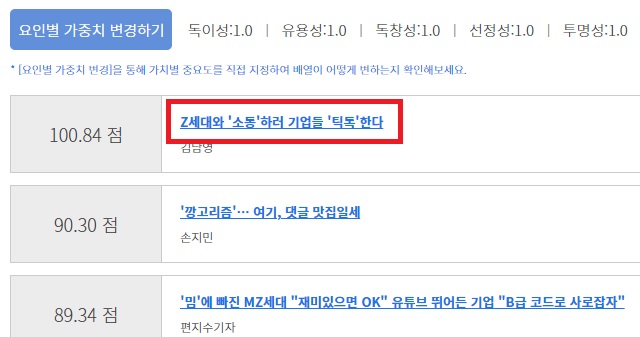 요인별 가중치 변경하기 독이성:1.0 | 유용성:1.0 | 독창성:1.0 | 선정성:1.0 | 투명성:1.0
* [요인별 가중치 변경]을 통해 가치별 중요도를 직접 지정하여 배열이 어떻게 변하는지 확인해보세요.
100.84 점
Z세대와 '소통'하러 기업들 '틱톡'한다
김남영
90.30 점
'깡고리즘'… 여기, 댓글 맛집일세
손지민
89.34 점
'밈'에 빠진 MZ세대 "재미있으면 OK" 유튜브 뛰어든 기업 "B급 코드로 사로잡자"
편지수기자